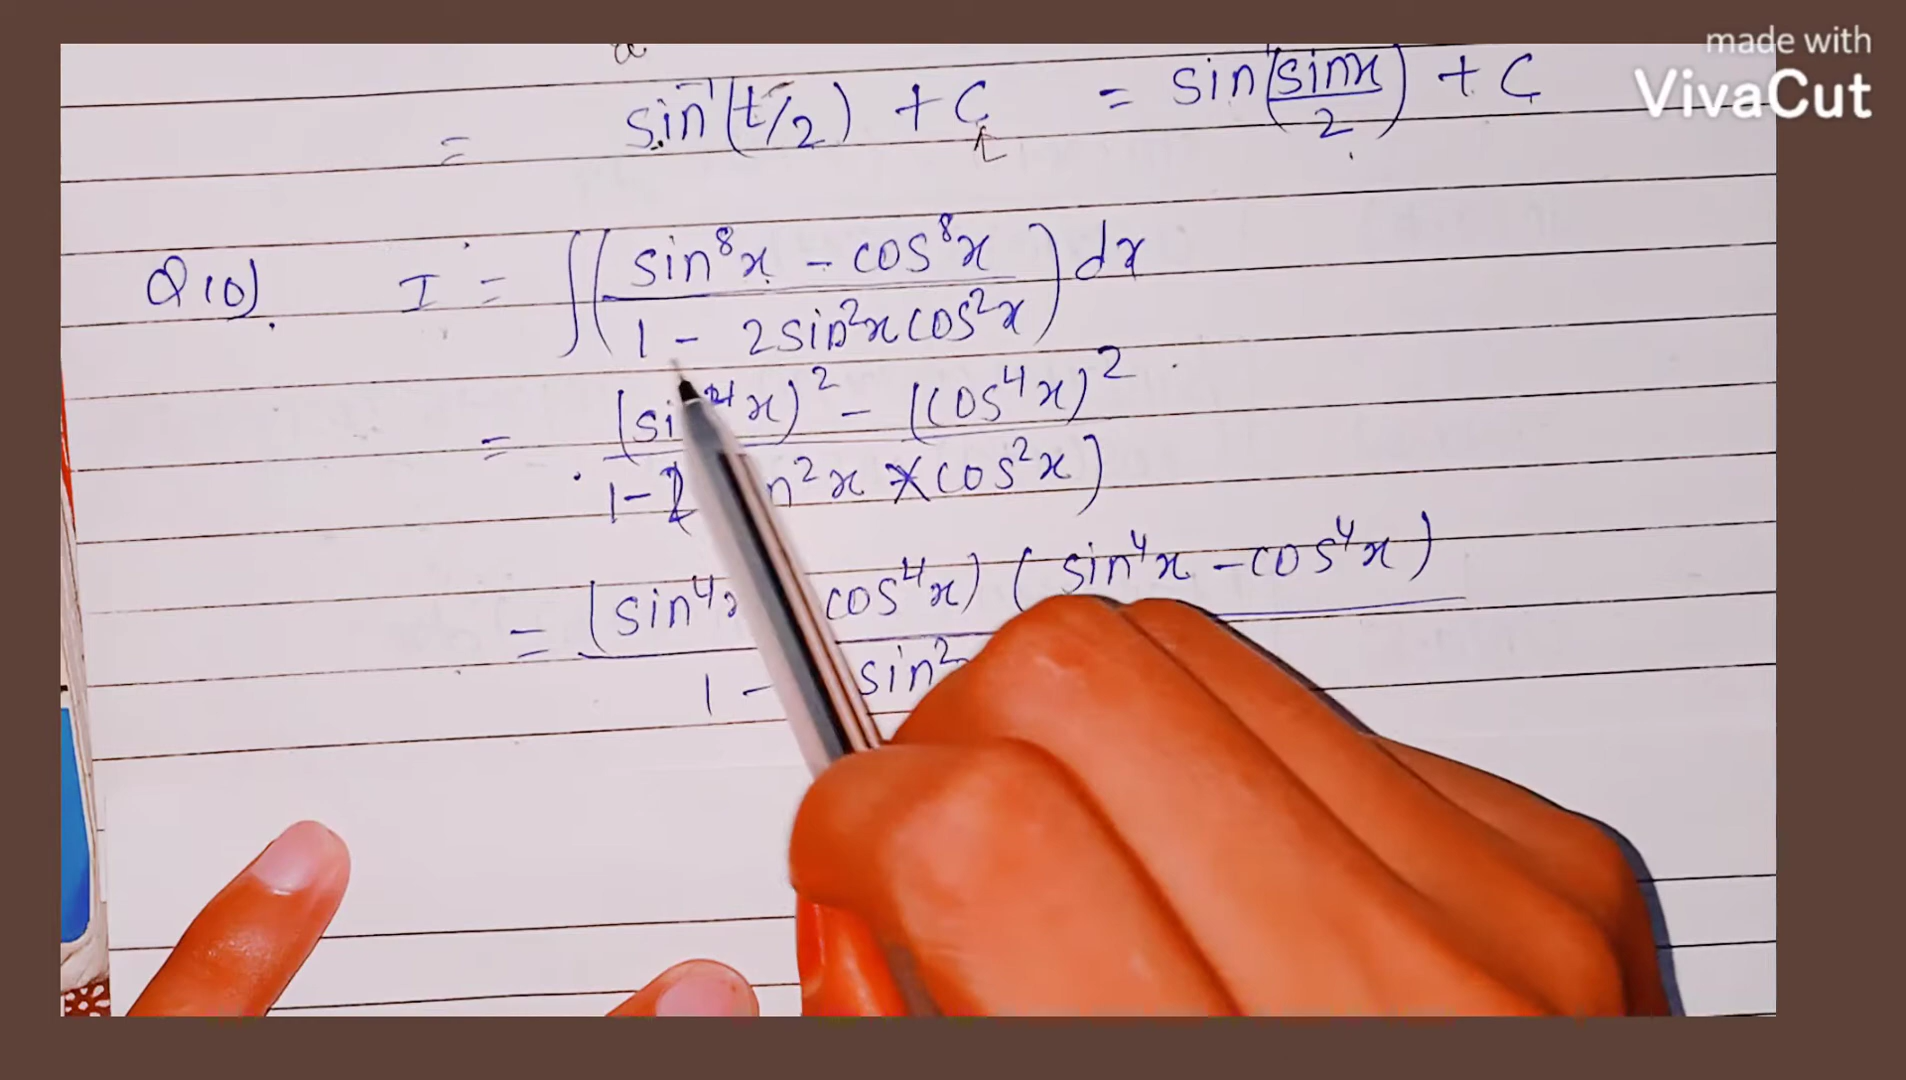 made with
VivaCut
= sin⁻¹(t/2) + C = sin⁻¹(sinx/2) + C
Q10). I = ∫((sin⁸x - cos⁸x)/(1 - 2sin²xcos²x))dx
= ((sin⁴x)² - (cos⁴x)²)/(1-2 n²x × cos²x)
= (sin⁴x cos⁴x) (sin⁴x - cos⁴x)
1 - sin²